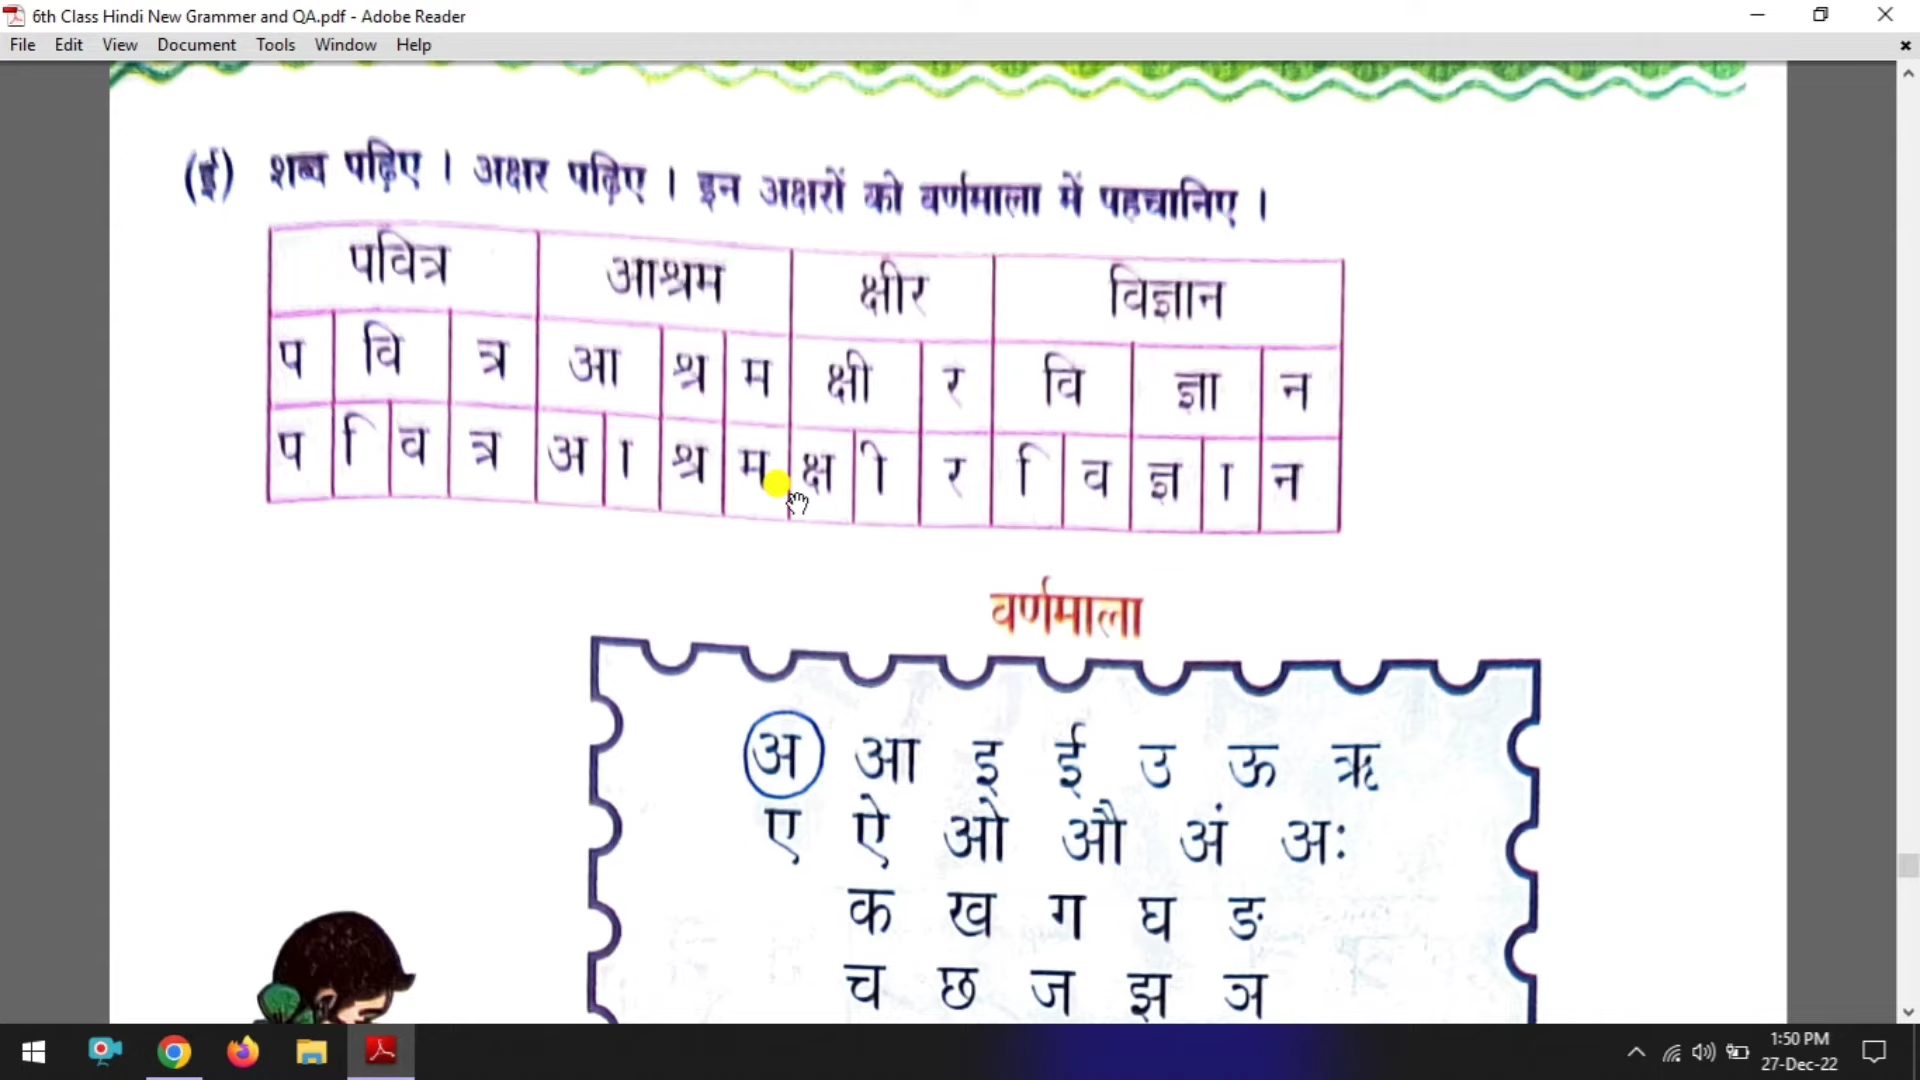 6th Class Hindi New Grammer and QA.pdf - Adobe Reader
File Edit View Document Tools Window Help
(ई) शब्द पढ़िए । अक्षर पढ़िए । इन अक्षरों को वर्णमाला में पहचानिए ।
पवित्र आश्रम क्षीर विज्ञान
प वि त्र आ श्र म क्षी र वि ज्ञा न
प ि व त्र अ ा श्र म क्ष ी र ि व ज्ञ ा न
वर्णमाला
अ आ इ ई उ ऊ ऋ
ए ऐ ओ औ अं अः
क ख ग घ ङ
च छ ज झ ञ
1:50 PM
27-Dec-22